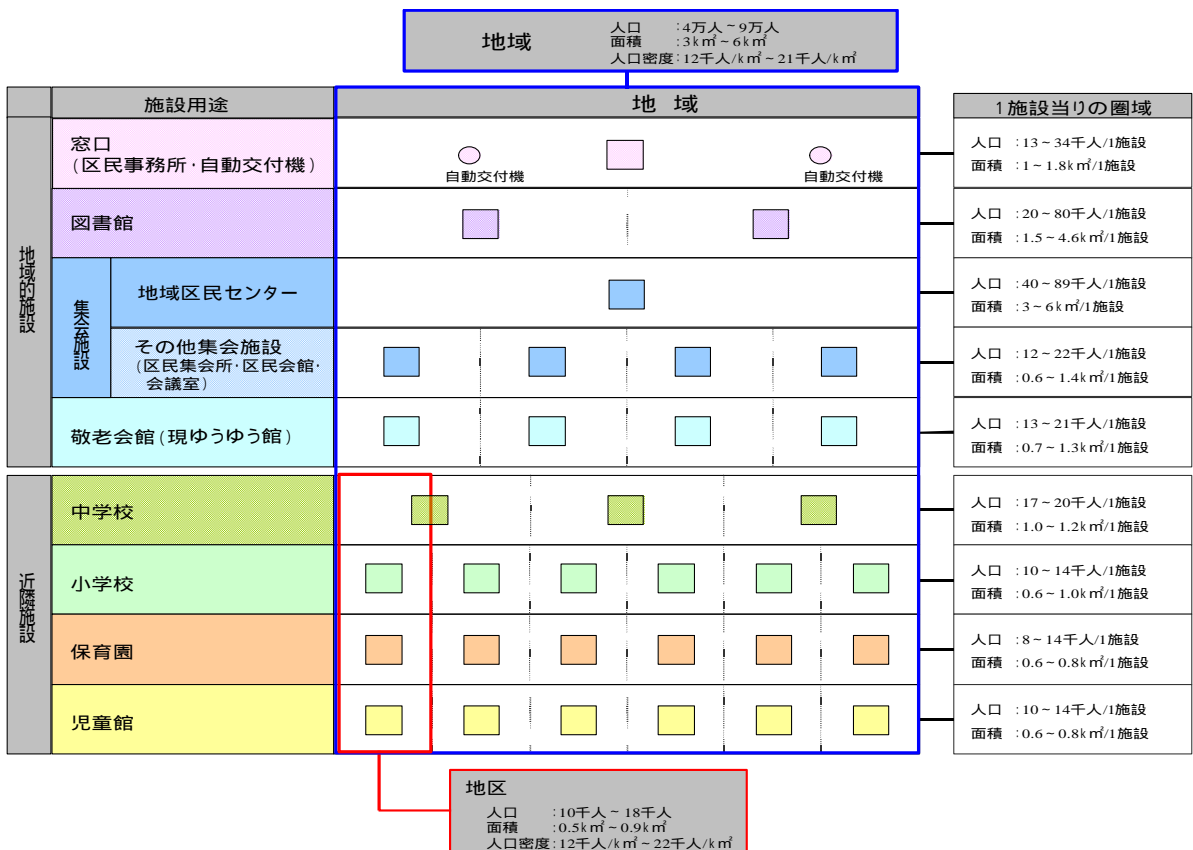 地域
人口 :4万人~9万人
面積 :3k㎡~6k㎡
人口密度:12千人/k㎡~21千人/k㎡
施設用途
地 域
1施設当りの圏域
地域的施設
窓口
(区民事務所・自動交付機)
自動交付機
自動交付機
人口 :13~34千人/1施設
面積 :1~1.8k㎡/1施設
図書館
人口 :20~80千人/1施設
面積 :1.5~4.6k㎡/1施設
集会施設
地域区民センター
人口 :40~89千人/1施設
面積 :3~6k㎡/1施設
その他集会施設
(区民集会所・区民会館・
会議室)
人口 :12~22千人/1施設
面積 :0.6~1.4k㎡/1施設
敬老会館(現ゆうゆう館)
人口 :13~21千人/1施設
面積 :0.7~1.3k㎡/1施設
近隣施設
中学校
人口 :17~20千人/1施設
面積 :1.0~1.2k㎡/1施設
小学校
人口 :10~14千人/1施設
面積 :0.6~1.0k㎡/1施設
保育園
人口 :8~14千人/1施設
面積 :0.6~0.8k㎡/1施設
児童館
人口 :10~14千人/1施設
面積 :0.6~0.8k㎡/1施設
地区
人口 :10千人~18千人
面積 :0.5k㎡~0.9k㎡
人口密度:12千人/k㎡~22千人/k㎡